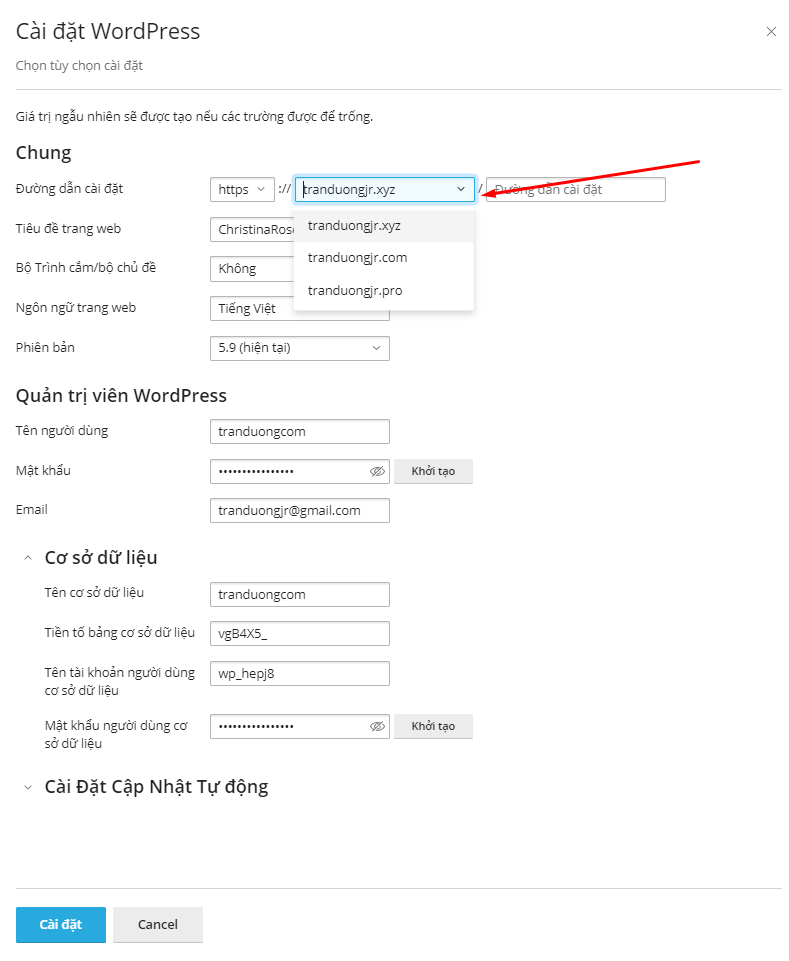 Cài đặt WordPress
Chọn tùy chọn cài đặt
Giá trị ngẫu nhiên sẽ được tạo nếu các trường được để trống.
Chung
Đường dẫn cài đặt https :// tranduongjr.xyz / Đường dẫn cài đặt
tranduongjr.xyz
tranduongjr.com
tranduongjr.pro
Tiêu đề trang web ChristinaRose
Bộ Trình cắm/bộ chủ đề Không
Ngôn ngữ trang web Tiếng Việt
Phiên bản 5.9 (hiện tại)
Quản trị viên WordPress
Tên người dùng tranduongcom
Mật khẩu •••••••••••••••• Khởi tạo
Email tranduongjr@gmail.com
Cơ sở dữ liệu
Tên cơ sở dữ liệu tranduongcom
Tiền tố bảng cơ sở dữ liệu vgB4X5_
Tên tài khoản người dùng wp_hepj8
cơ sở dữ liệu
Mật khẩu người dùng cơ •••••••••••••••• Khởi tạo
sở dữ liệu
Cài Đặt Cập Nhật Tự động
Cài đặt Cancel